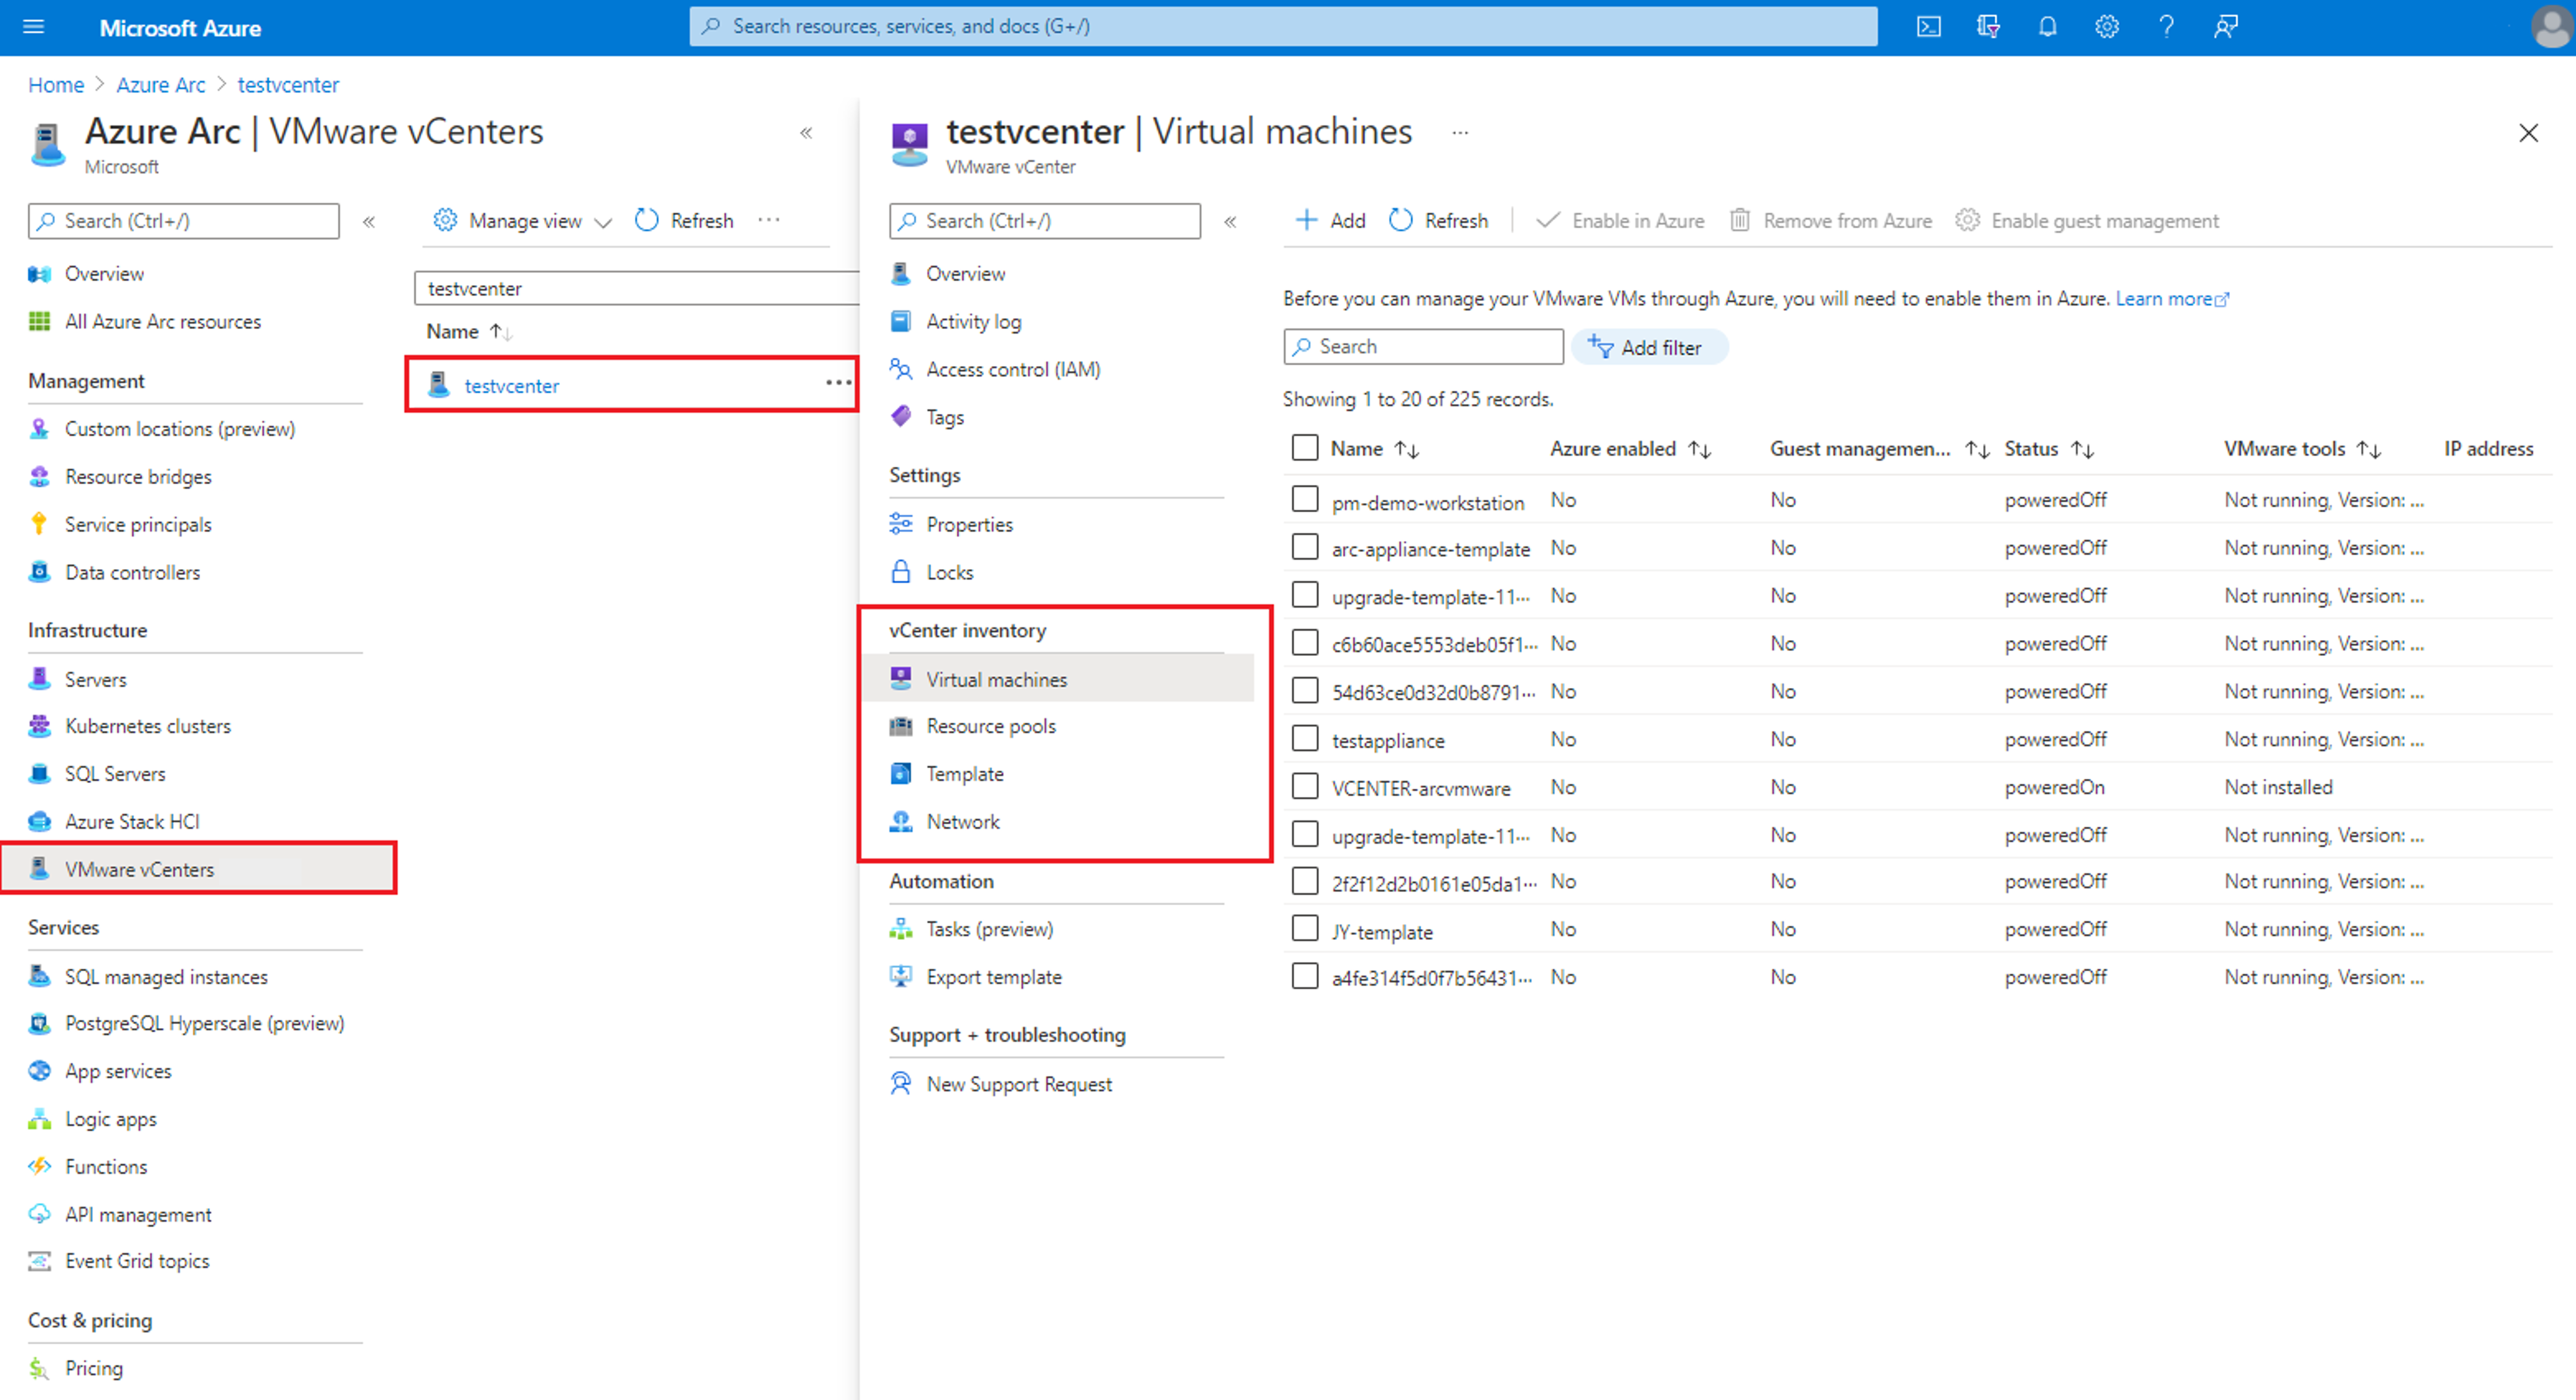 Microsoft Azure
Search resources, services, and docs (G+/)
Home > Azure Arc > testvcenter
Azure Arc | VMware vCenters
Microsoft
Search (Ctrl+/)
Overview
All Azure Arc resources
Management
Custom locations (preview)
Resource bridges
Service principals
Data controllers
Infrastructure
Servers
Kubernetes clusters
SQL Servers
Azure Stack HCI
VMware vCenters
Services
SQL managed instances
PostgreSQL Hyperscale (preview)
App services
Logic apps
Functions
API management
Event Grid topics
Cost & pricing
Pricing
Manage view Refresh ...
testvcenter
Name
testvcenter ...
testvcenter | Virtual machines ...
VMware vCenter
Search (Ctrl+/)
Overview
Activity log
Access control (IAM)
Tags
Settings
Properties
Locks
vCenter inventory
Virtual machines
Resource pools
Template
Network
Automation
Tasks (preview)
Export template
Support + troubleshooting
New Support Request
Add Refresh Enable in Azure Remove from Azure Enable guest management
Before you can manage your VMware VMs through Azure, you will need to enable them in Azure. Learn more
Search Add filter
Showing 1 to 20 of 225 records.
Name Azure enabled Guest managemen... Status VMware tools IP address
pm-demo-workstation No No poweredOff Not running, Version: ...
arc-appliance-template No No poweredOff Not running, Version: ...
upgrade-template-11... No No poweredOff Not running, Version: ...
c6b60ace5553deb05f1... No No poweredOff Not running, Version: ...
54d63ce0d32d0b8791... No No poweredOff Not running, Version: ...
testappliance No No poweredOff Not running, Version: ...
VCENTER-arcvmware No No poweredOn Not installed
upgrade-template-11... No No poweredOff Not running, Version: ...
2f2f12d2b0161e05da1... No No poweredOff Not running, Version: ...
JY-template No No poweredOff Not running, Version: ...
a4fe314f5d0f7b56431... No No poweredOff Not running, Version: ...